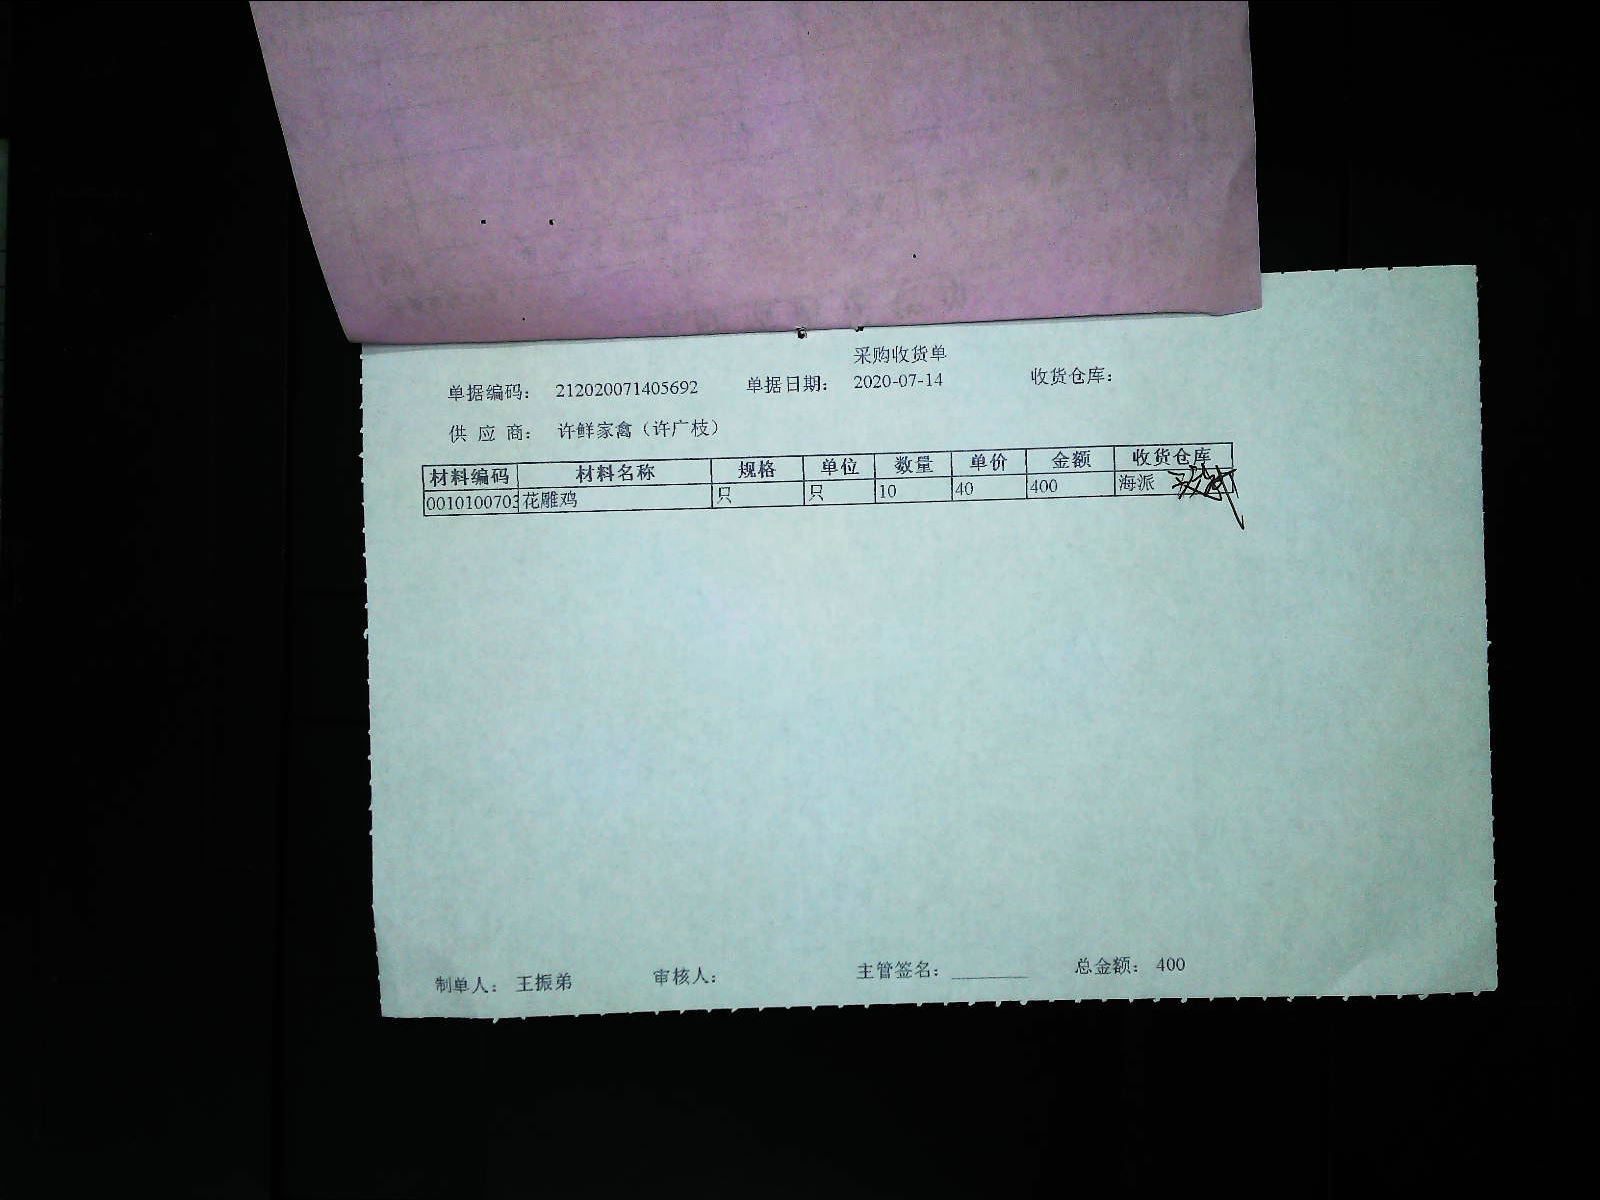 采购收货单
单据编码： 212020071405692 单据日期： 2020-07-14 收货仓库：
供 应 商： 许鲜家禽（许广枝）
材料编码 材料名称 规格 单位 数量 单价 金额 收货仓库
0010100703 花雕鸡 只 只 10 40 400 海派
制单人： 王振弟 审核人： 主管签名：________ 总金额： 400